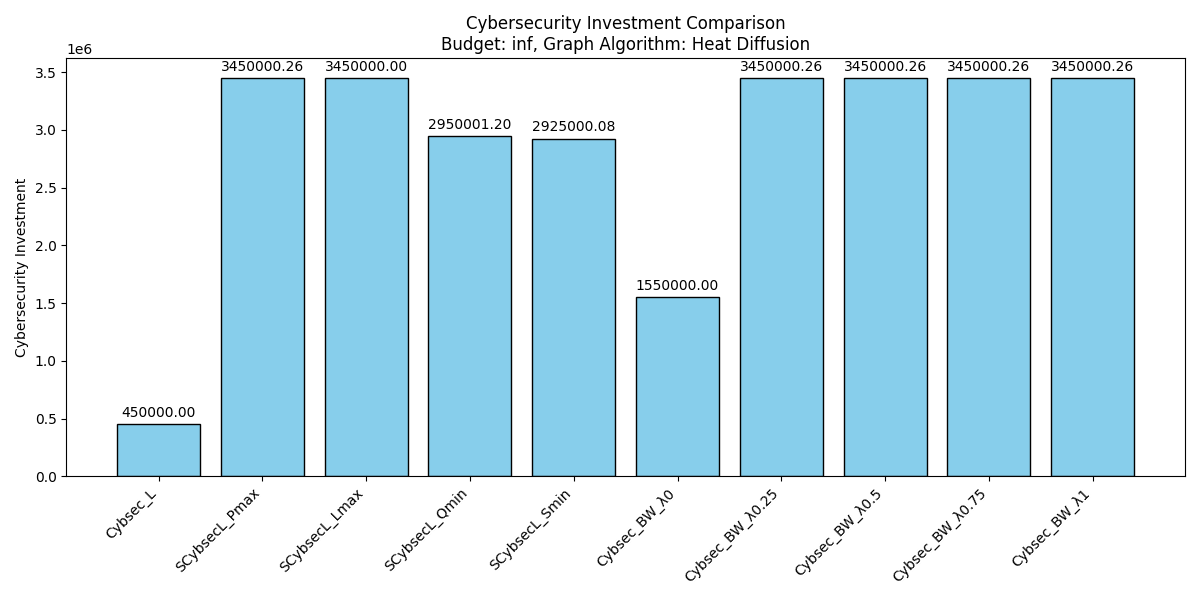 Cybersecurity Investment Comparison
Budget: inf, Graph Algorithm: Heat Diffusion
1e6
Cybersecurity Investment
3.5
3.0
2.5
2.0
1.5
1.0
0.5
0.0
450000.00
3450000.26
3450000.00
2950001.20
2925000.08
1550000.00
3450000.26
3450000.26
3450000.26
3450000.26
Cybsec_L
SCybsecL_Pmax
SCybsecL_Lmax
SCybsecL_Qmin
SCybsecL_Smin
Cybsec_BW_λ0
Cybsec_BW_λ0.25
Cybsec_BW_λ0.5
Cybsec_BW_λ0.75
Cybsec_BW_λ1